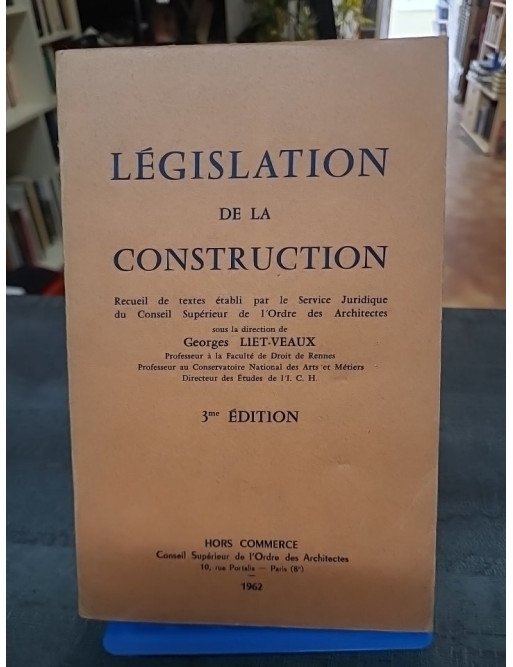 LÉGISLATION
DE LA
CONSTRUCTION
Recueil de textes établi par le Service Juridique
du Conseil Supérieur de l'Ordre des Architectes
sous la direction de
Georges LIET-VEAUX
Professeur à la Faculté de Droit de Rennes
Professeur au Conservatoire National des Arts et Métiers
Directeur des Études de l'I. C. H.
3me ÉDITION
HORS COMMERCE
Conseil Supérieur de l'Ordre des Architectes
10, rue Portalis — Paris (8e)
1962